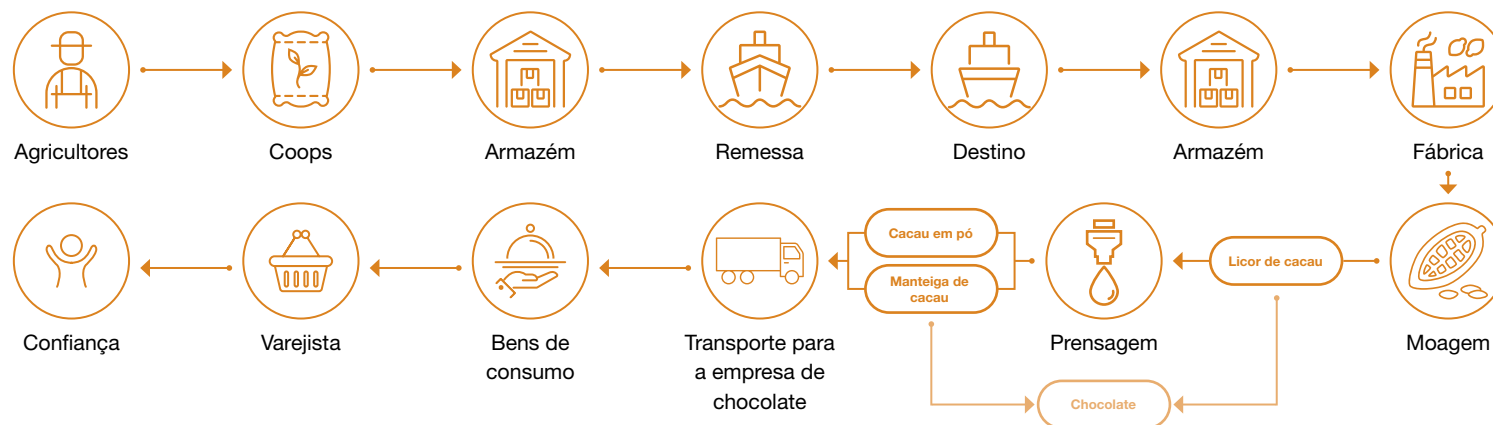 Agricultores
Coops
Armazém
Remessa
Destino
Armazém
Fábrica
Cacau em pó
Manteiga de
cacau
Licor de cacau
Confiança
Varejista
Bens de
consumo
Transporte para
a empresa de
chocolate
Prensagem
Moagem
Chocolate